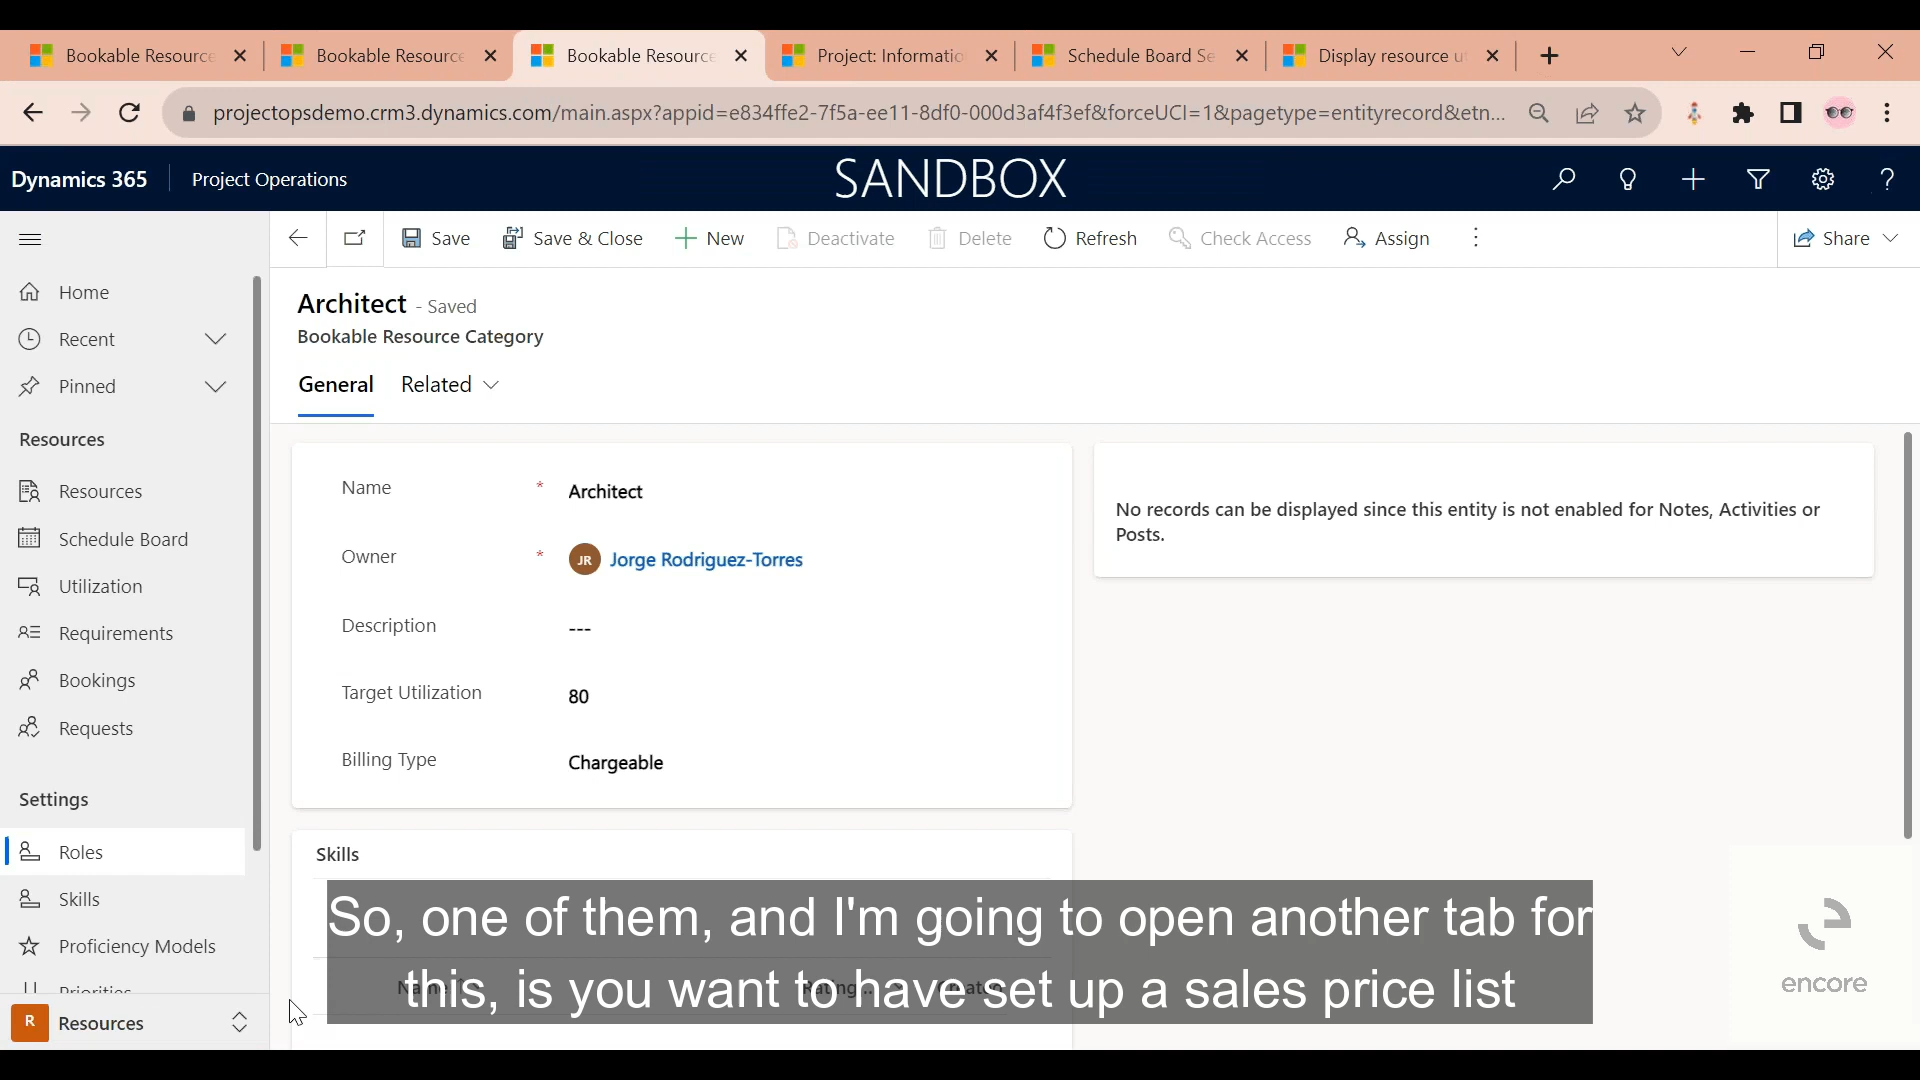 Bookable Resource
Bookable Resource
Bookable Resource
Project: Informatio
Schedule Board Se
Display resource u
projectopsdemo.crm3.dynamics.com/main.aspx?appid=e834ffe2-7f5a-ee11-8df0-000d3af4f3ef&forceUCI=1&pagetype=entityrecord&etn...
Dynamics 365
Project Operations
SANDBOX
Save
Save & Close
New
Deactivate
Delete
Refresh
Check Access
Assign
Share
Home
Recent
Pinned
Resources
Resources
Schedule Board
Utilization
Requirements
Bookings
Requests
Settings
Roles
Skills
Proficiency Models
Priorities
R Resources
Architect - Saved
Bookable Resource Category
General
Related
Name * Architect
Owner * JR Jorge Rodriguez-Torres
Description ---
Target Utilization 80
Billing Type Chargeable
No records can be displayed since this entity is not enabled for Notes, Activities or
Posts.
Skills
So, one of them, and I'm going to open another tab for
this, is you want to have set up a sales price list
encore